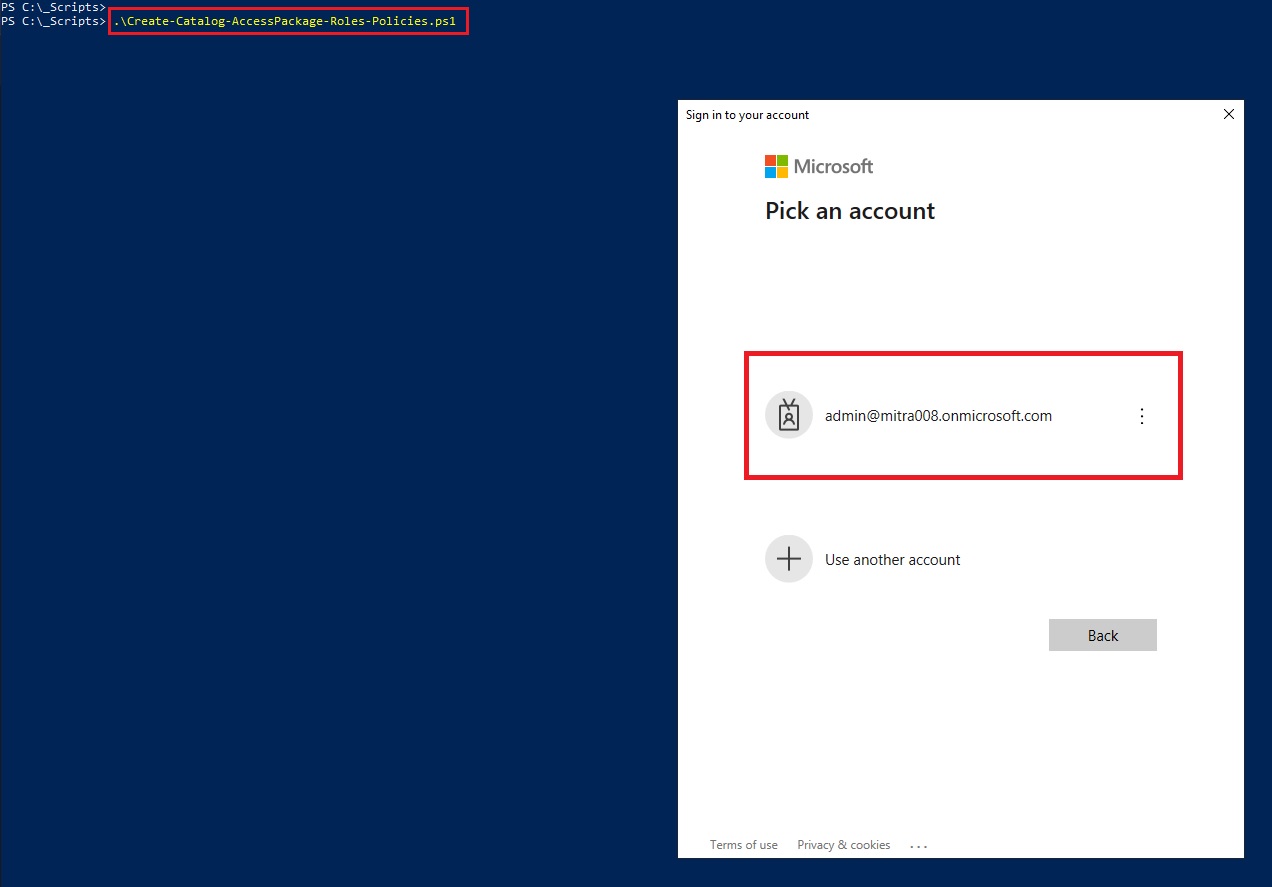 PS C:\_Scripts>
PS C:\_Scripts> .\Create-Catalog-AccessPackage-Roles-Policies.ps1
Sign in to your account
Microsoft
Pick an account
admin@mitra008.onmicrosoft.com
Use another account
Back
Terms of use Privacy & cookies ...